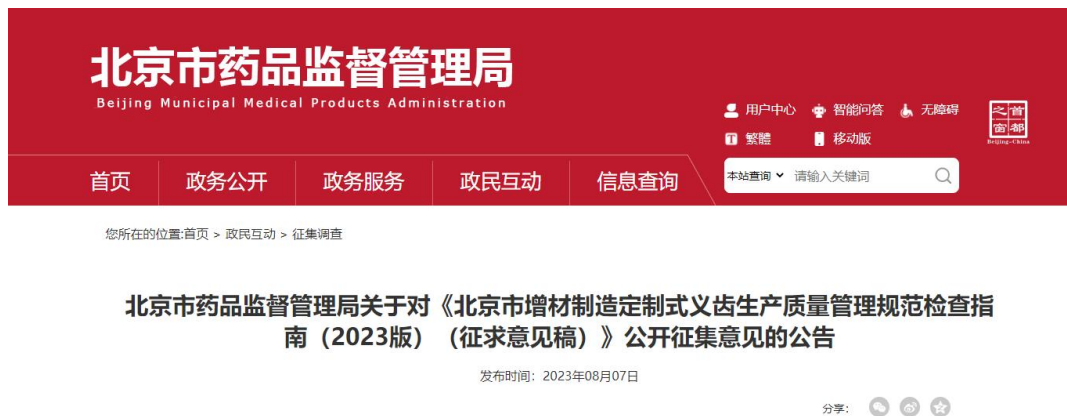 北京市药品监督管理局
Beijing Municipal Medical Products Administration
用户中心 智能问答 无障碍
繁體 移动版
首都之窗
Beijing-China
首页 政务公开 政务服务 政民互动 信息查询
本站查询 请输入关键词
您所在的位置:首页 > 政民互动 > 征集调查
北京市药品监督管理局关于对《北京市增材制造定制式义齿生产质量管理规范检查指
南（2023版）（征求意见稿）》公开征集意见的公告
发布时间：2023年08月07日
分享：